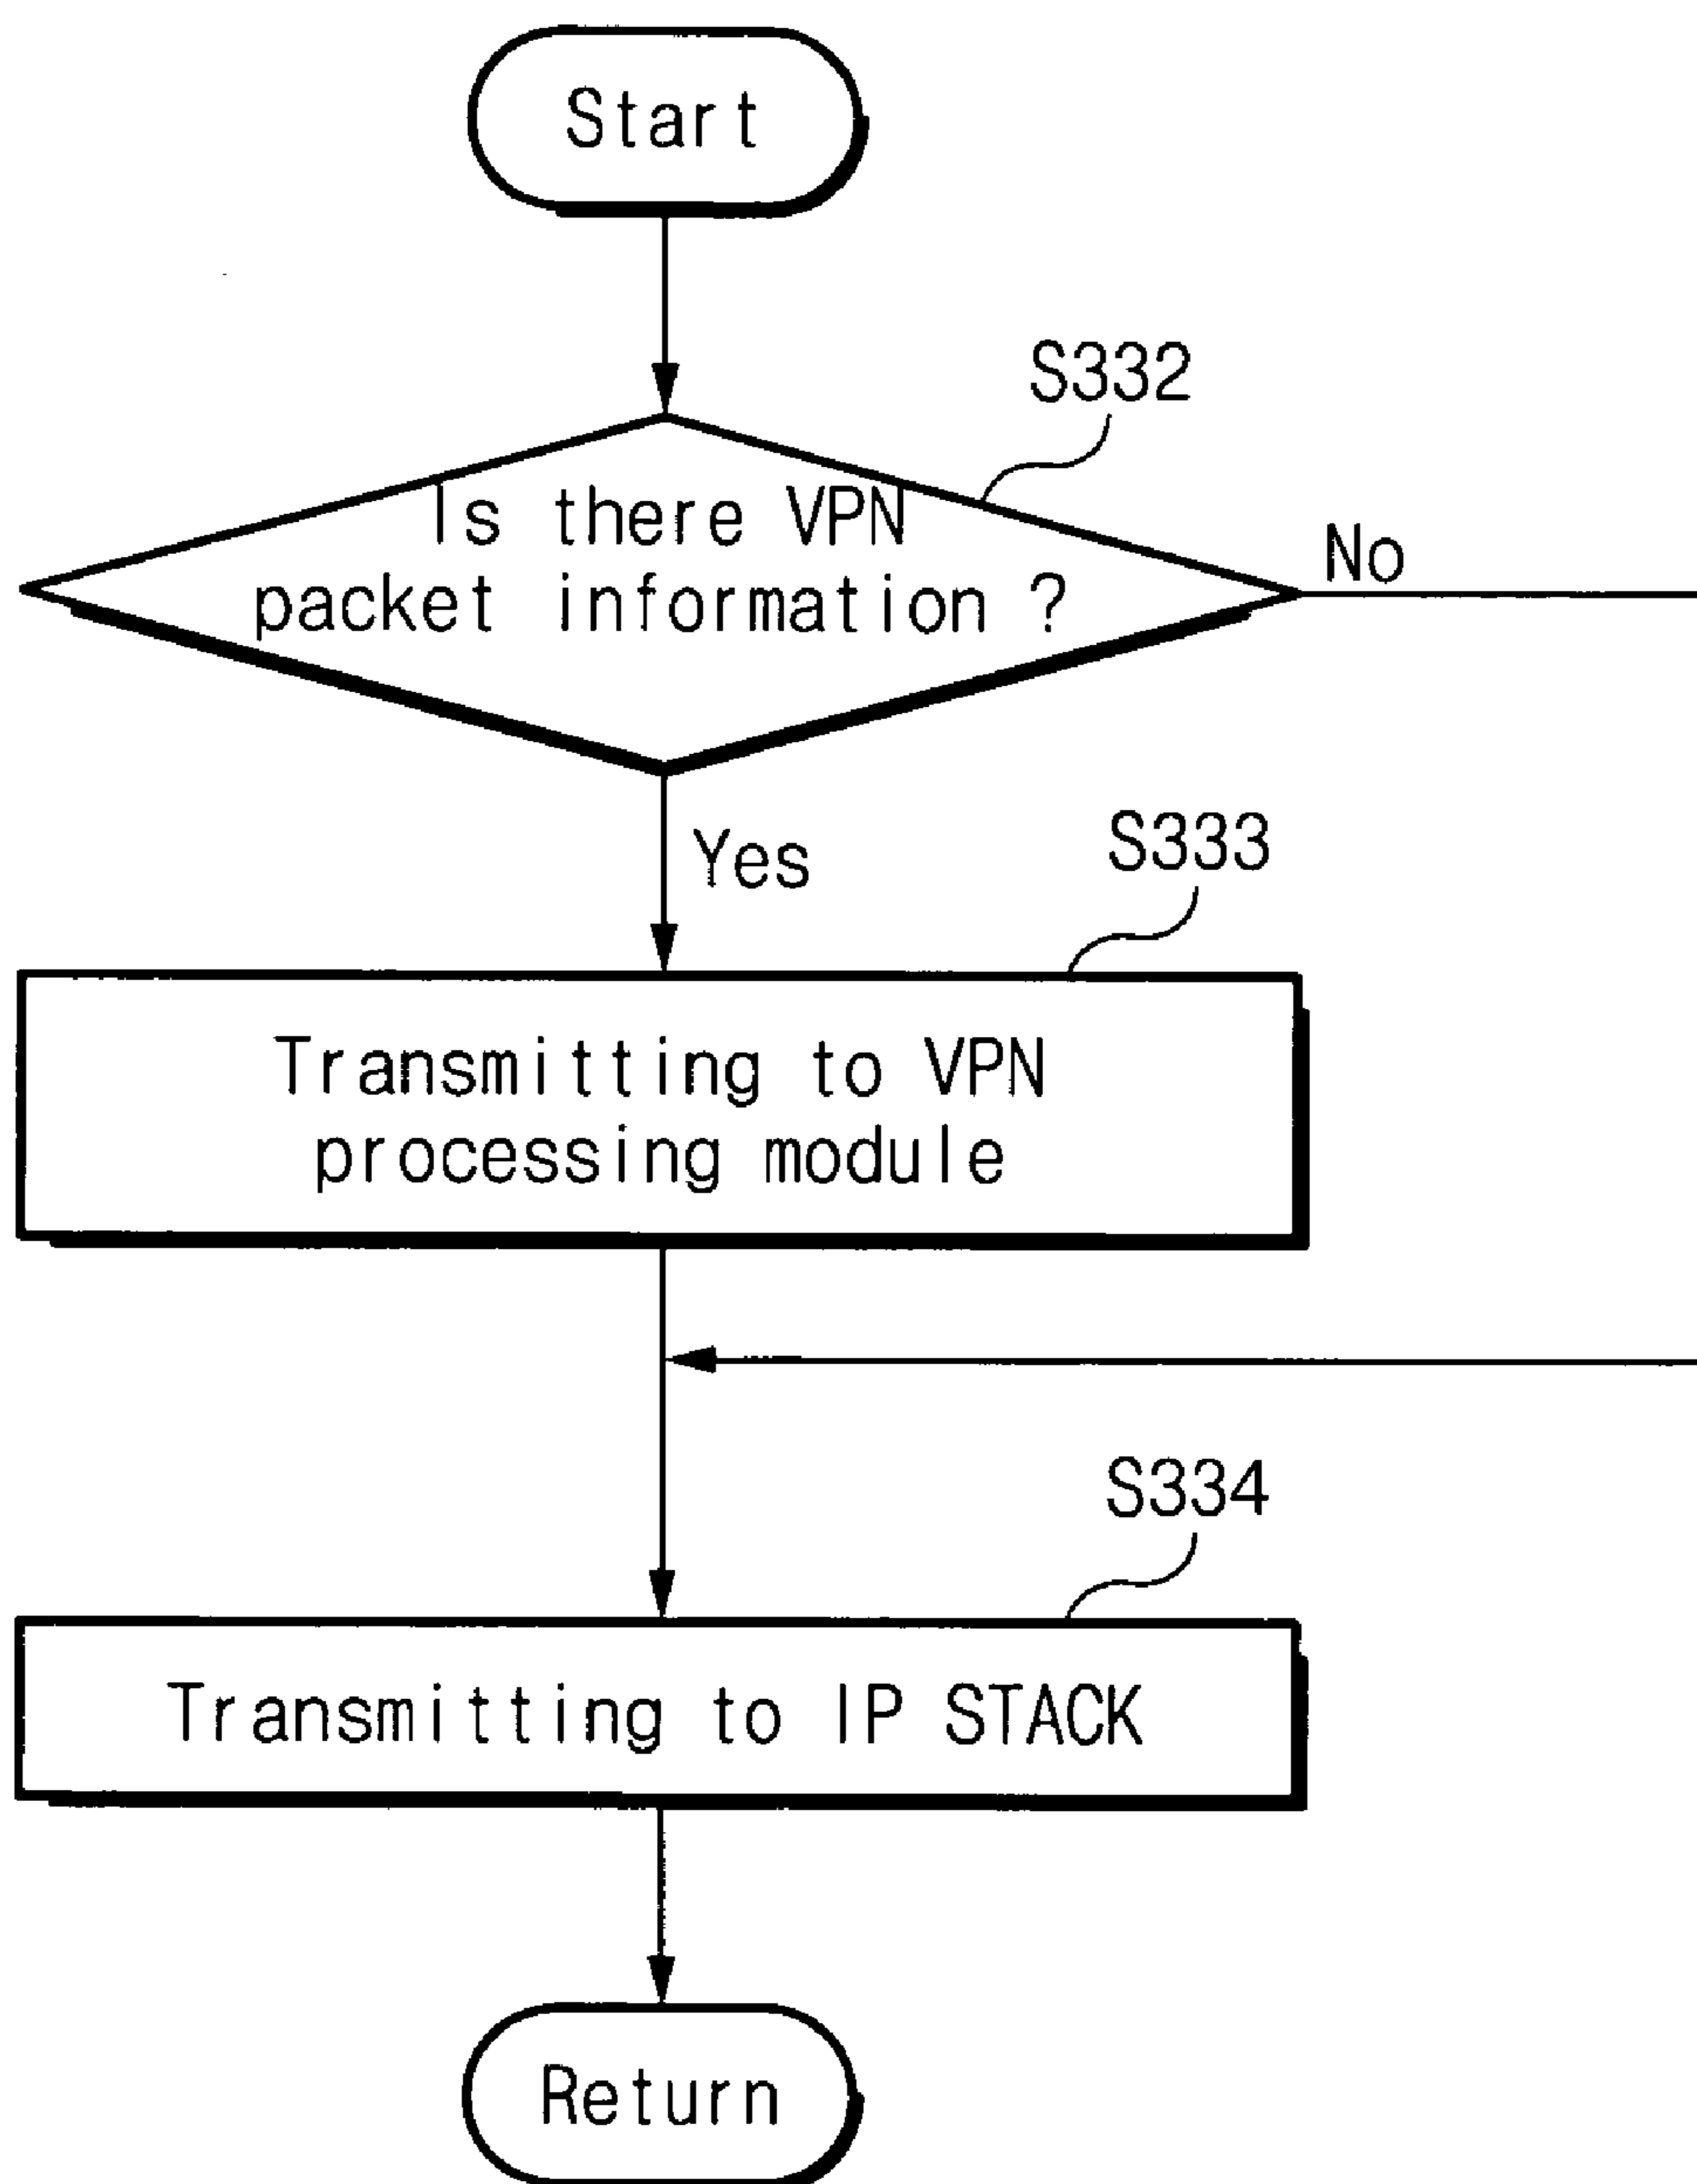 Start
S332
Is there VPN
packet information ?
No
Yes
S333
Transmitting to VPN
processing module
S334
Transmitting to IP STACK
Return